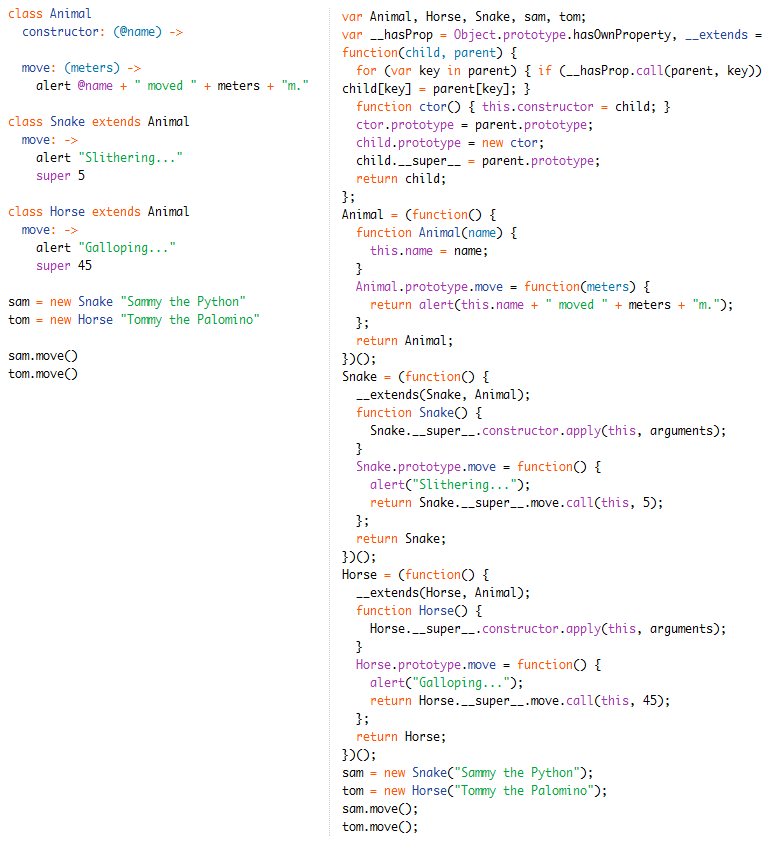 class Animal
  constructor: (@name) ->

  move: (meters) ->
    alert @name + " moved " + meters + "m."

class Snake extends Animal
  move: ->
    alert "Slithering..."
    super 5

class Horse extends Animal
  move: ->
    alert "Galloping..."
    super 45

sam = new Snake "Sammy the Python"
tom = new Horse "Tommy the Palomino"

sam.move()
tom.move()

var Animal, Horse, Snake, sam, tom;
var __hasProp = Object.prototype.hasOwnProperty, __extends =
function(child, parent) {
  for (var key in parent) { if (__hasProp.call(parent, key))
child[key] = parent[key]; }
  function ctor() { this.constructor = child; }
  ctor.prototype = parent.prototype;
  child.prototype = new ctor;
  child.__super__ = parent.prototype;
  return child;
};
Animal = (function() {
  function Animal(name) {
    this.name = name;
  }
  Animal.prototype.move = function(meters) {
    return alert(this.name + " moved " + meters + "m.");
  };
  return Animal;
})();
Snake = (function() {
  __extends(Snake, Animal);
  function Snake() {
    Snake.__super__.constructor.apply(this, arguments);
  }
  Snake.prototype.move = function() {
    alert("Slithering...");
    return Snake.__super__.move.call(this, 5);
  };
  return Snake;
})();
Horse = (function() {
  __extends(Horse, Animal);
  function Horse() {
    Horse.__super__.constructor.apply(this, arguments);
  }
  Horse.prototype.move = function() {
    alert("Galloping...");
    return Horse.__super__.move.call(this, 45);
  };
  return Horse;
})();
sam = new Snake("Sammy the Python");
tom = new Horse("Tommy the Palomino");
sam.move();
tom.move();